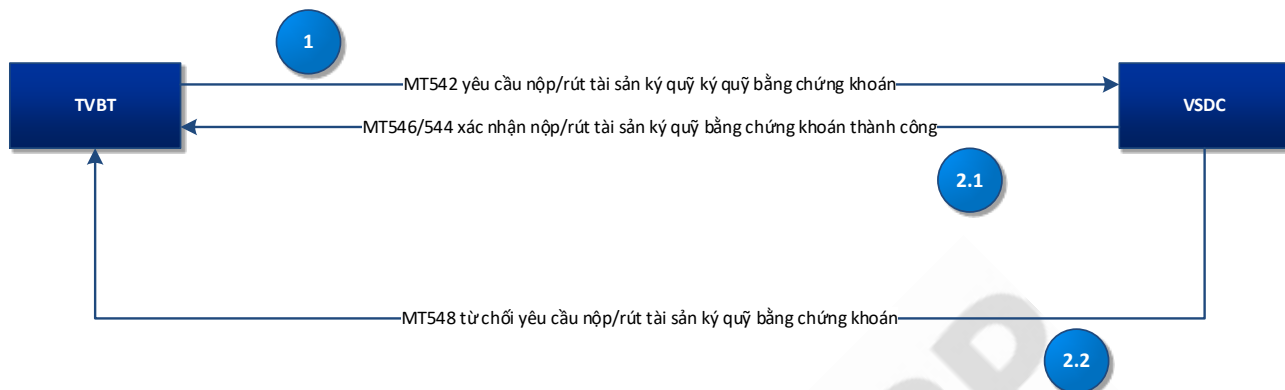 1
MT542 yêu cầu nộp/rút tài sản ký quỹ ký quỹ bằng chứng khoán
TVBT
VSDC
MT546/544 xác nhận nộp/rút tài sản ký quỹ bằng chứng khoán thành công
2.1
MT548 từ chối yêu cầu nộp/rút tài sản ký quỹ bằng chứng khoán
2.2